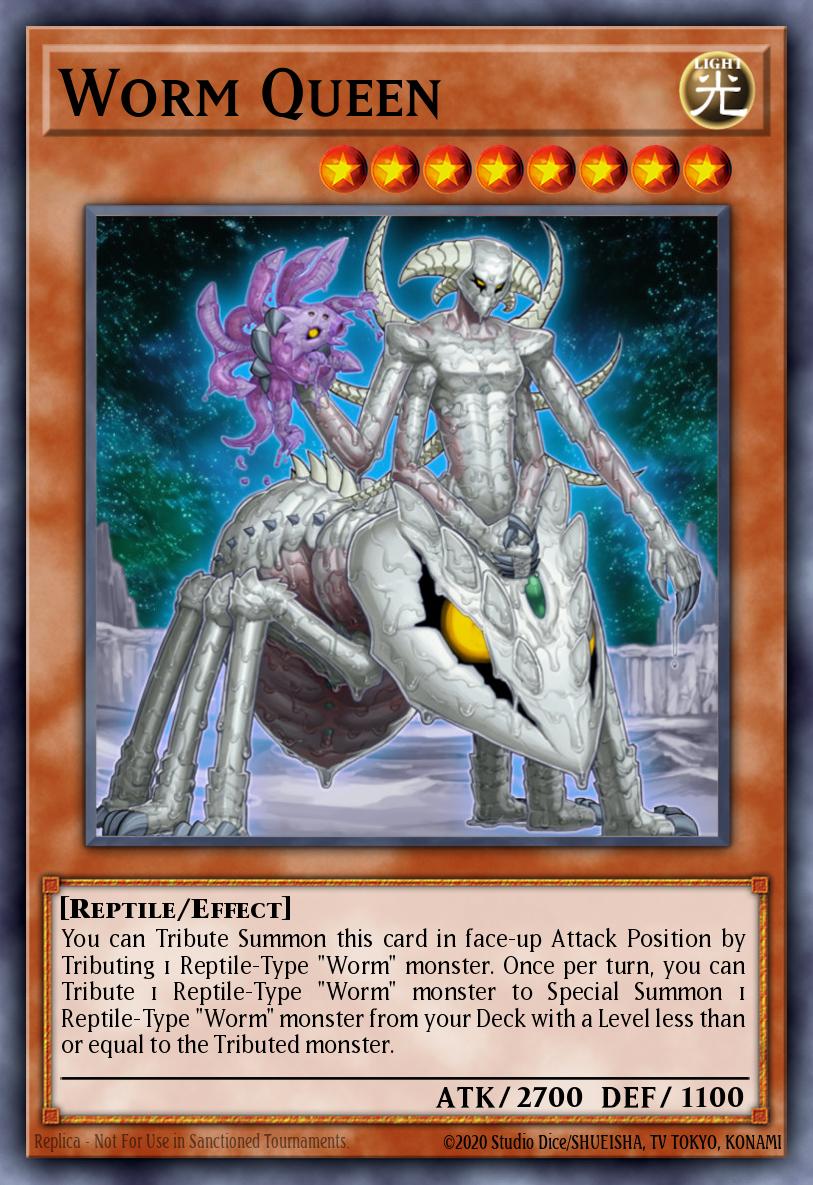 Worm Queen
LIGHT
光
[Reptile/Effect]
You can Tribute Summon this card in face-up Attack Position by
Tributing 1 Reptile-Type "Worm" monster. Once per turn, you can
Tribute 1 Reptile-Type "Worm" monster to Special Summon 1
Reptile-Type "Worm" monster from your Deck with a Level less than
or equal to the Tributed monster.
ATK/2700 DEF/1100
Replica - Not For Use in Sanctioned Tournaments.
©2020 Studio Dice/SHUEISHA, TV TOKYO, KONAMI